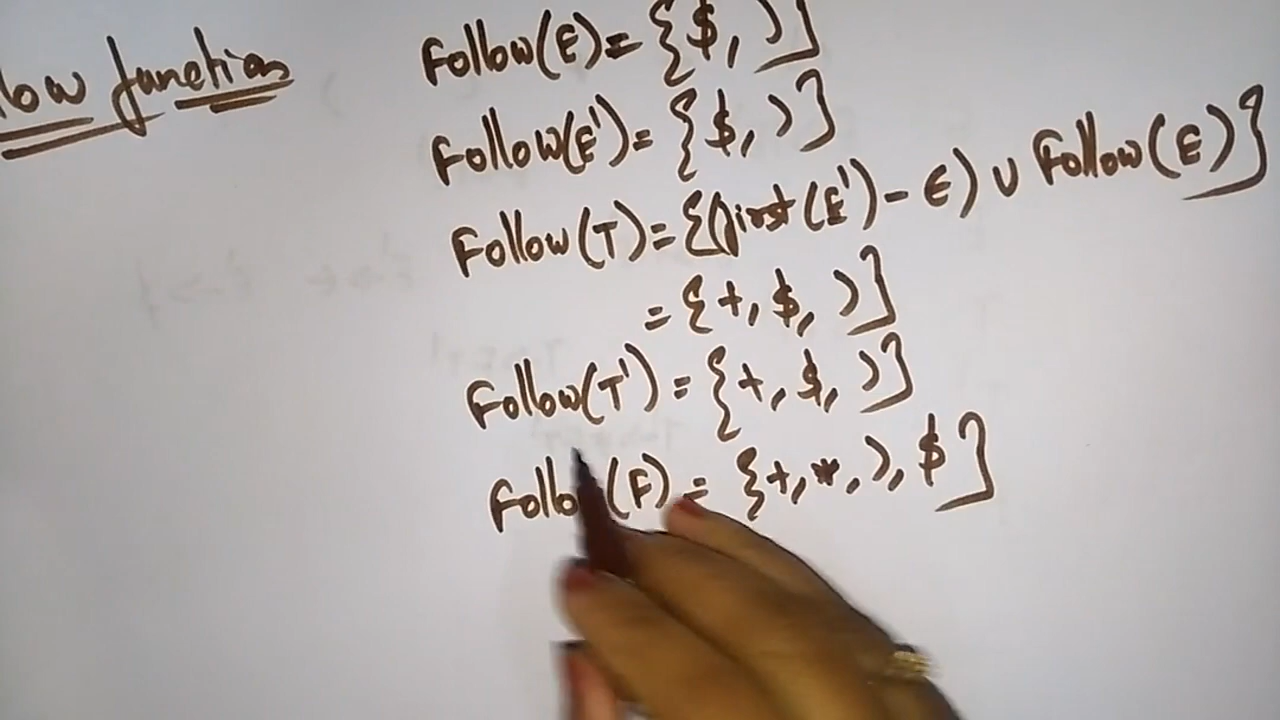 low function
Follow(E)= {$, )}
Follow(E')= {$, )}
Follow(T)= {(first(E') - ϵ) ∪ Follow(E)}
= {+, $, )}
Follow(T') = {+, $, )}
Follow(F) = {+, *, ), $}